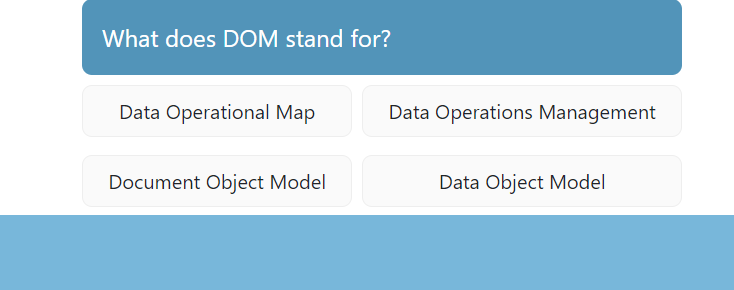 What does DOM stand for?
Data Operational Map
Data Operations Management
Document Object Model
Data Object Model